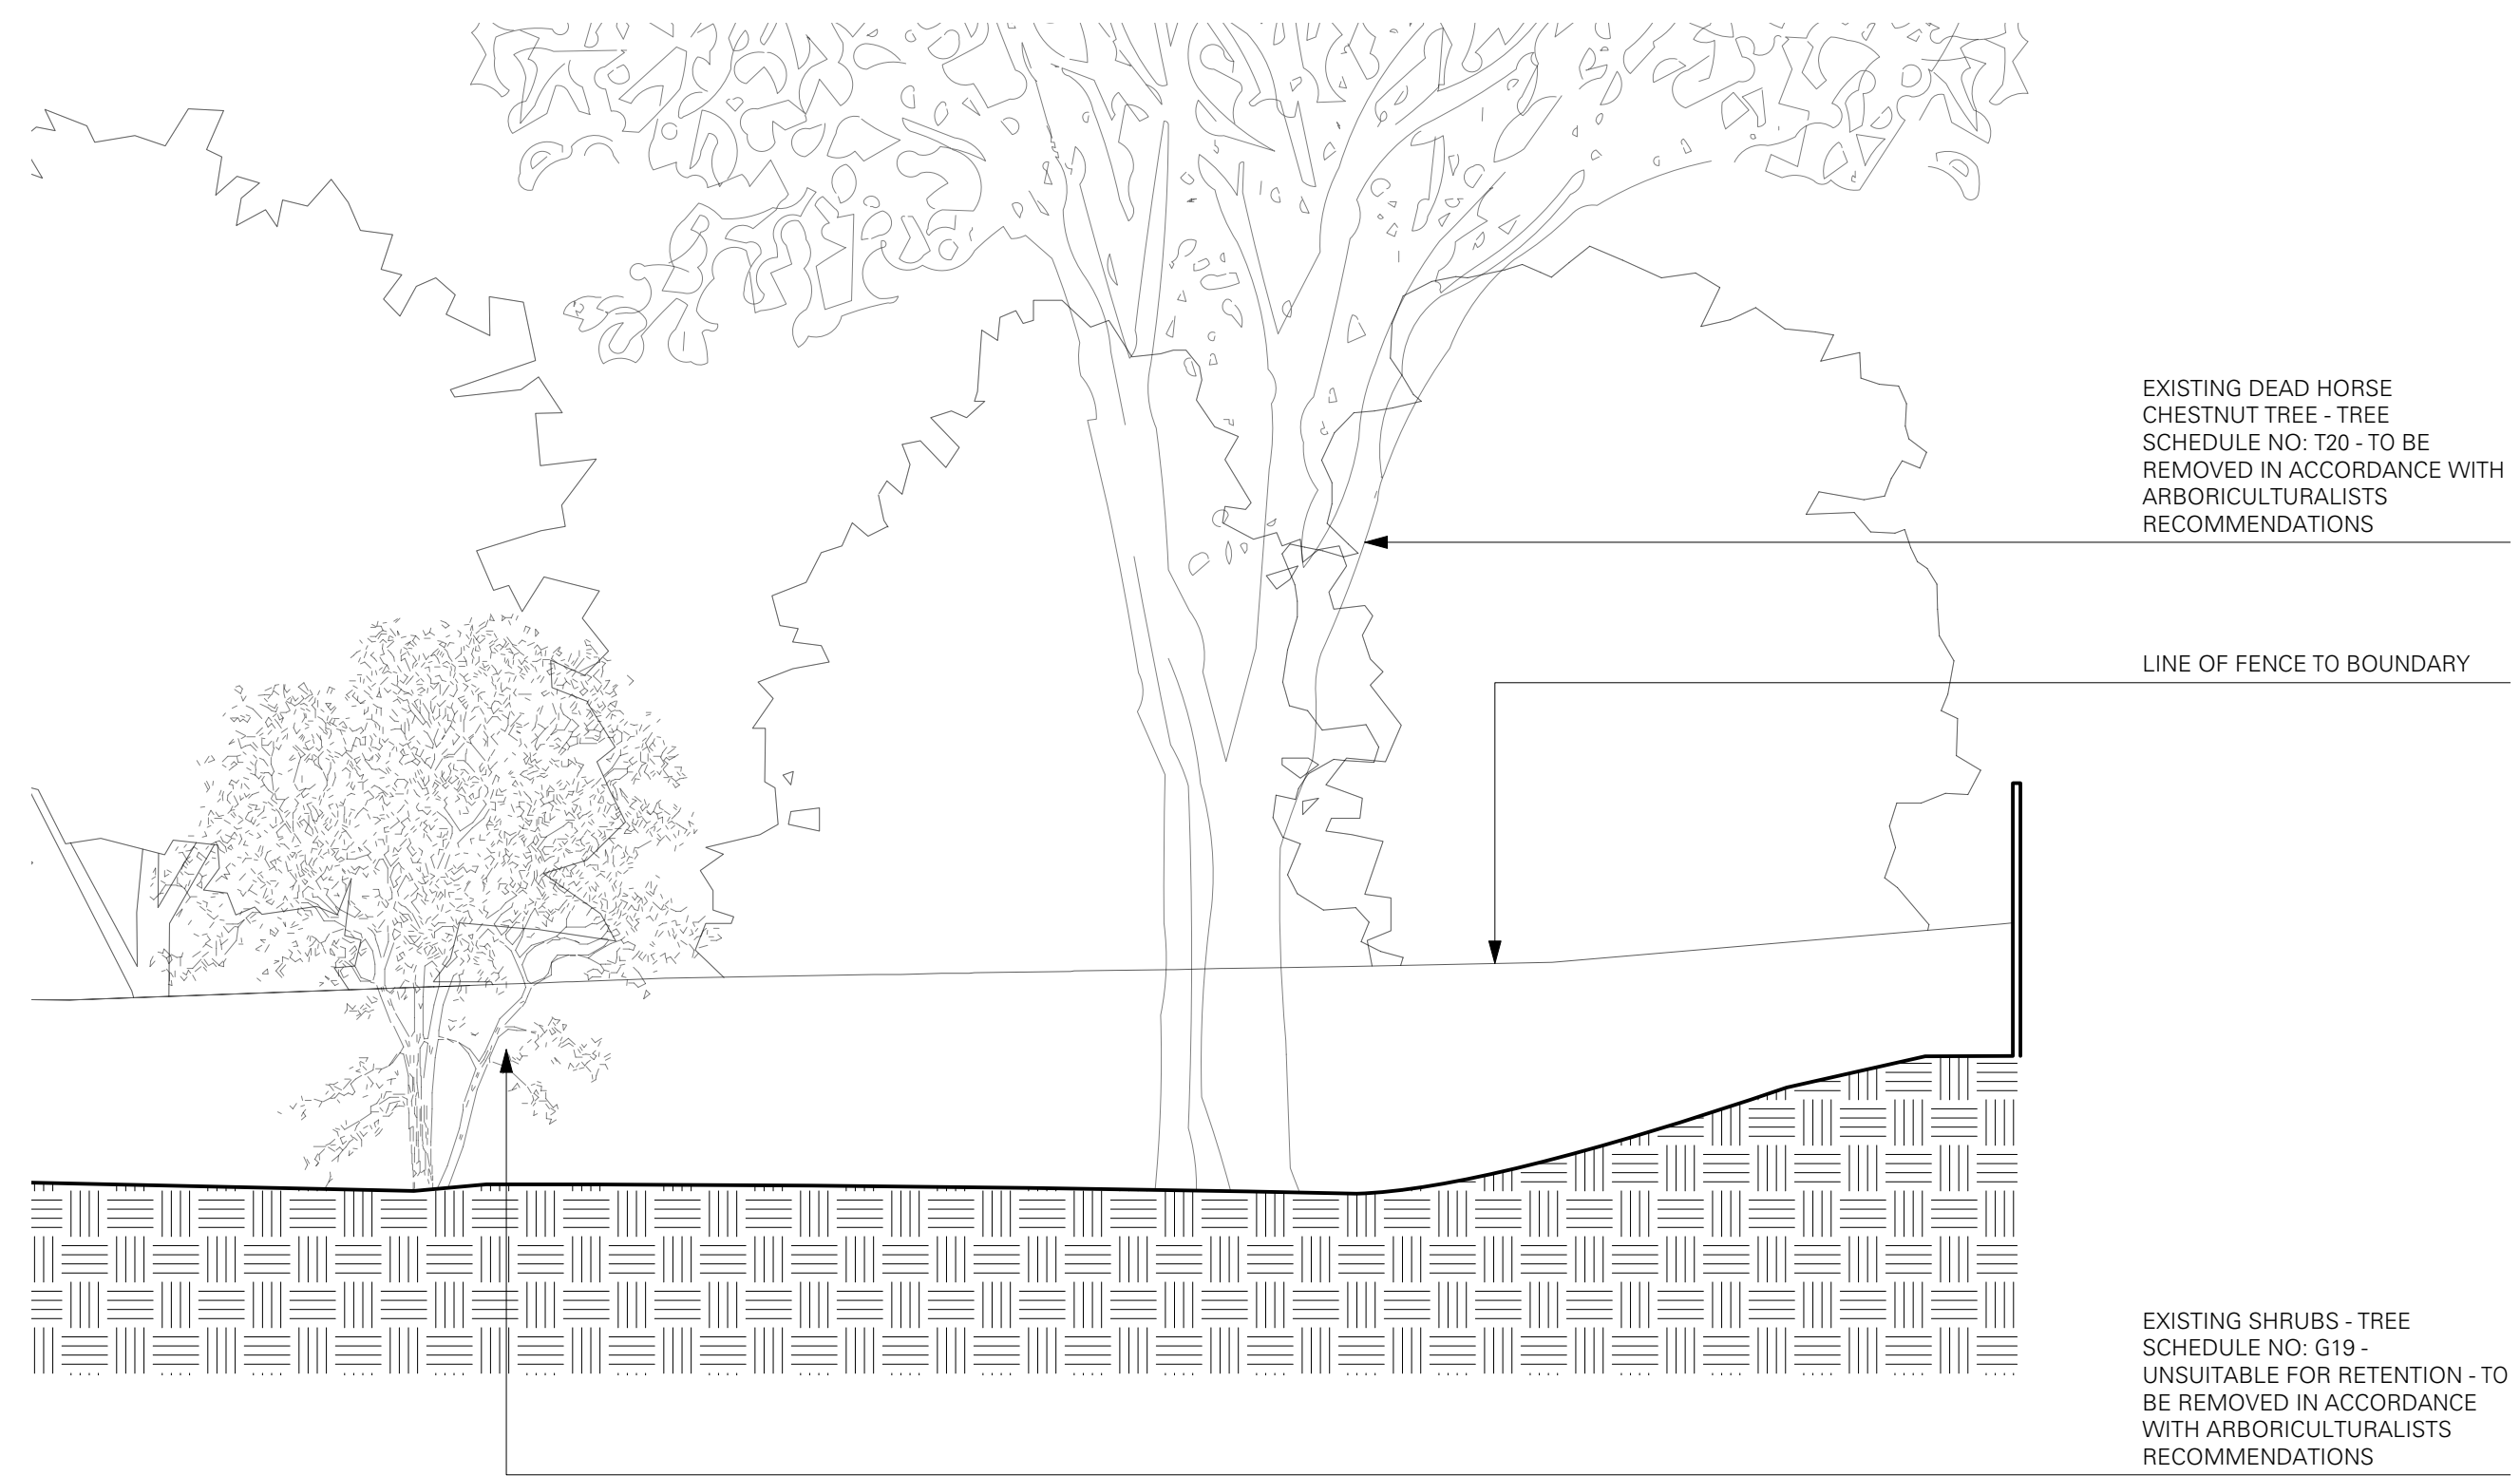 EXISTING DEAD HORSE
CHESTNUT TREE - TREE
SCHEDULE NO: T20 - TO BE
REMOVED IN ACCORDANCE WITH
ARBORICULTURALISTS
RECOMMENDATIONS
LINE OF FENCE TO BOUNDARY
EXISTING SHRUBS - TREE
SCHEDULE NO: G19 -
UNSUITABLE FOR RETENTION - TO
BE REMOVED IN ACCORDANCE
WITH ARBORICULTURALISTS
RECOMMENDATIONS